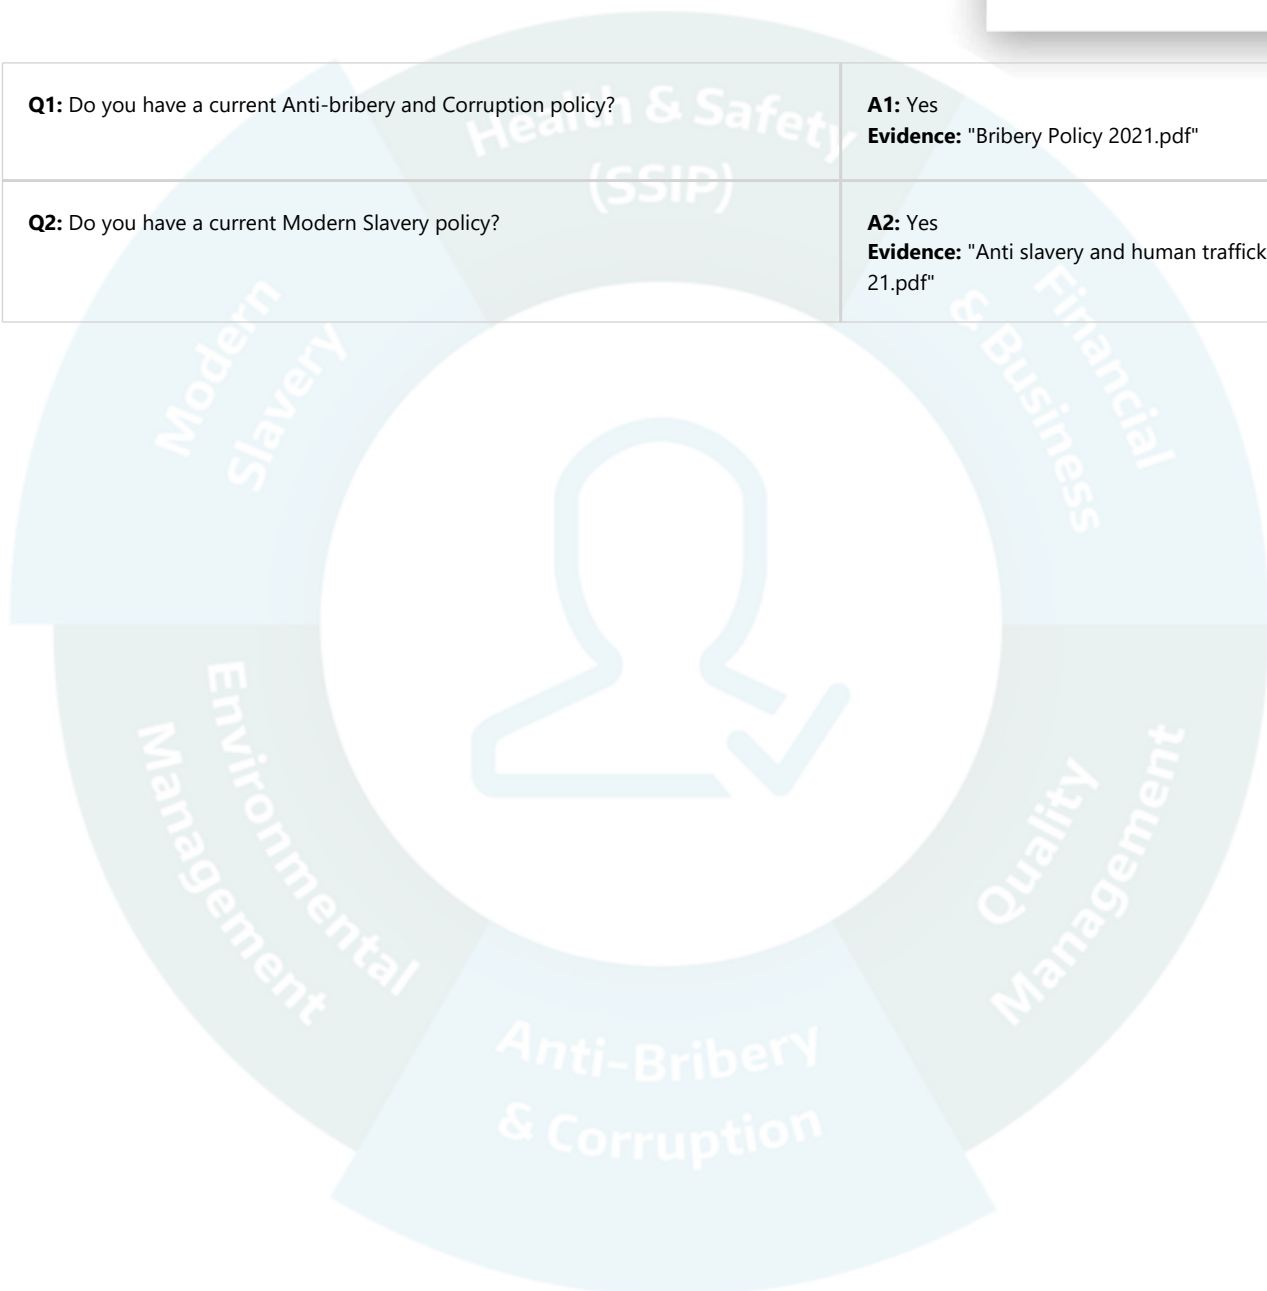 Q1: Do you have a current Anti-bribery and Corruption policy?
A1: Yes
Evidence: "Bribery Policy 2021.pdf"
Q2: Do you have a current Modern Slavery policy?
A2: Yes
Evidence: "Anti slavery and human traffick
21.pdf"
Health & Safety
(SSIP)
Financial
& Business
Quality
Management
Anti-Bribery
& Corruption
Environmental
Management
Modern
Slavery